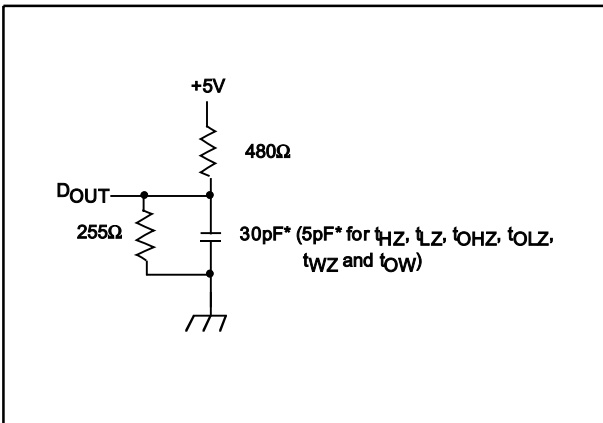 +5V
480Ω
DOUT
255Ω
30pF* (5pF* for tHZ, tLZ, tOHZ, tOLZ,
tWZ and tOW)